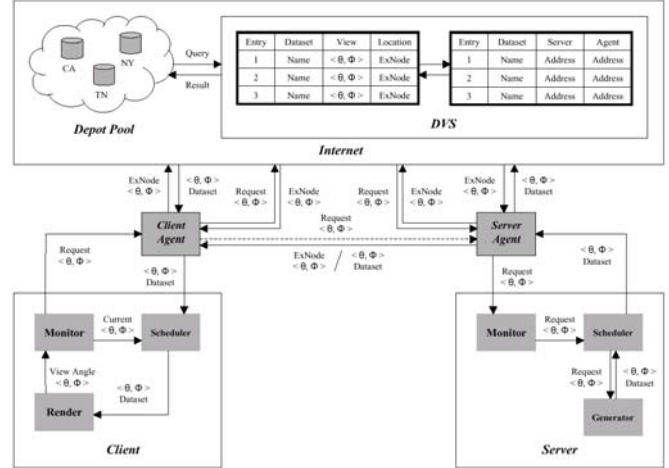 CA
NY
TN
Depot Pool
Query
Result
Entry Dataset View Location
1 Name < θ, Φ > ExNode
2 Name < θ, Φ > ExNode
3 Name < θ, Φ > ExNode
Entry Dataset Server Agent
1 Name Address Address
2 Name Address Address
3 Name Address Address
DVS
Internet
ExNode
< θ, Φ >
< θ, Φ >
Dataset
Request
< θ, Φ >
ExNode
< θ, Φ >
Request
< θ, Φ >
ExNode
< θ, Φ >
ExNode
< θ, Φ >
< θ, Φ >
Dataset
Client
Agent
Request
< θ, Φ >
Server
Agent
ExNode
< θ, Φ >
/
< θ, Φ >
Dataset
Request
< θ, Φ >
< θ, Φ >
Dataset
Request
< θ, Φ >
< θ, Φ >
Dataset
Monitor
Current
< θ, Φ >
Scheduler
View Angle
< θ, Φ >
< θ, Φ >
Dataset
Render
Client
Monitor
Request
< θ, Φ >
Scheduler
Request
< θ, Φ >
< θ, Φ >
Dataset
Generator
Server